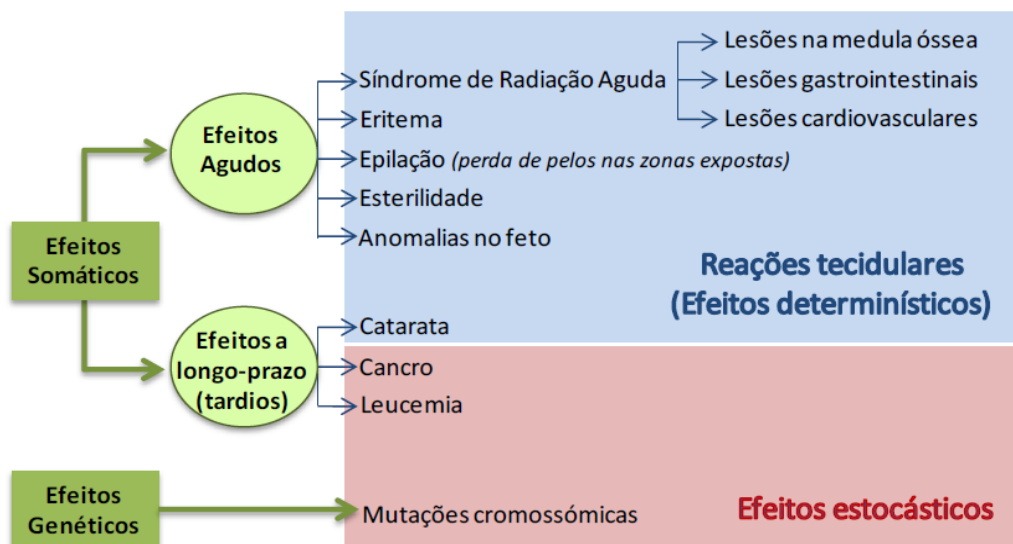 Efeitos
Somáticos
Efeitos
Agudos
Síndrome de Radiação Aguda
Lesões na medula óssea
Lesões gastrointestinais
Lesões cardiovasculares
Eritema
Epilação (perda de pelos nas zonas expostas)
Esterilidade
Anomalias no feto
Reações tecidulares
(Efeitos determinísticos)
Efeitos a
longo-prazo
(tardios)
Catarata
Cancro
Leucemia
Efeitos
Genéticos
Mutações cromossómicas
Efeitos estocásticos